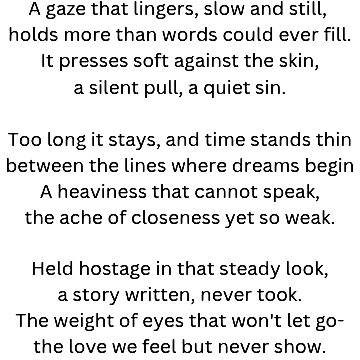 A gaze that lingers, slow and still,
holds more than words could ever fill.
It presses soft against the skin,
a silent pull, a quiet sin.
Too long it stays, and time stands thin
between the lines where dreams begin
A heaviness that cannot speak,
the ache of closeness yet so weak.
Held hostage in that steady look,
a story written, never took.
The weight of eyes that won't let go-
the love we feel but never show.